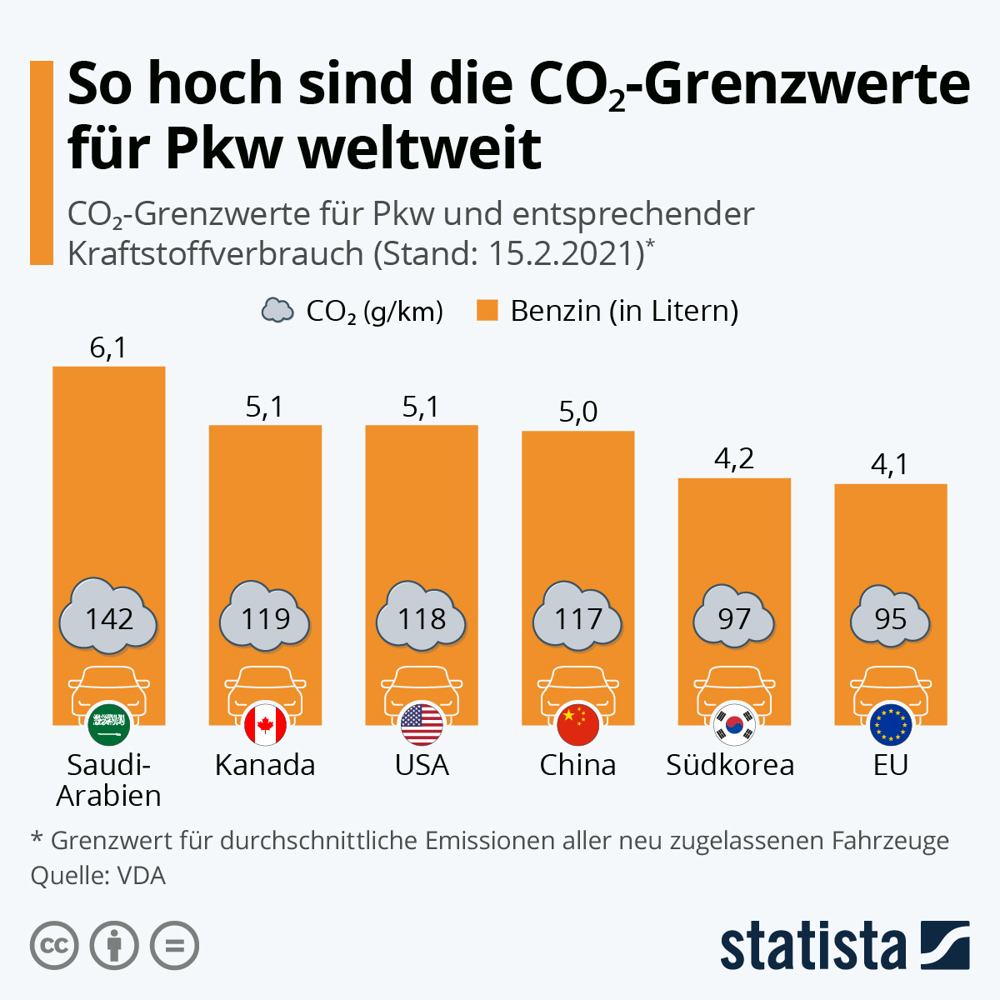 So hoch sind die CO₂-Grenzwerte
für Pkw weltweit
CO₂-Grenzwerte für Pkw und entsprechender
Kraftstoffverbrauch (Stand: 15.2.2021)*
CO₂ (g/km) Benzin (in Litern)
6,1 5,1 5,1 5,0 4,2 4,1
142 119 118 117 97 95
Saudi-
Arabien
Kanada
USA
China
Südkorea
EU
* Grenzwert für durchschnittliche Emissionen aller neu zugelassenen Fahrzeuge
Quelle: VDA
cc
statista